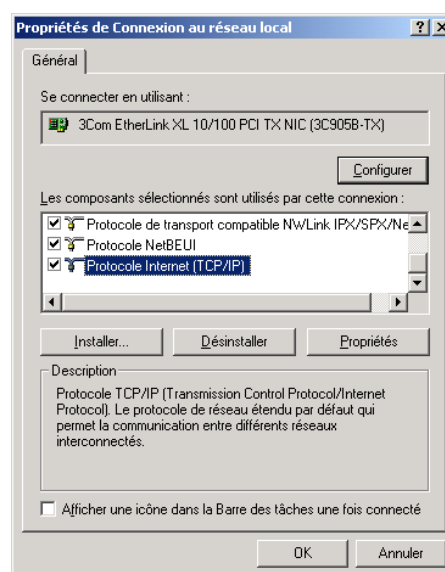 Propriétés de Connexion au réseau local
Général
Se connecter en utilisant :
3Com EtherLink XL 10/100 PCI TX NIC (3C905B-TX)
Configurer
Les composants sélectionnés sont utilisés par cette connexion :
Protocole de transport compatible NWLink IPX/SPX/Ne
Protocole NetBEUI
Protocole Internet (TCP/IP)
Installer...
Désinstaller
Propriétés
Description
Protocole TCP/IP (Transmission Control Protocol/Internet
Protocol). Le protocole de réseau étendu par défaut qui
permet la communication entre différents réseaux
interconnectés.
Afficher une icône dans la Barre des tâches une fois connecté
OK
Annuler